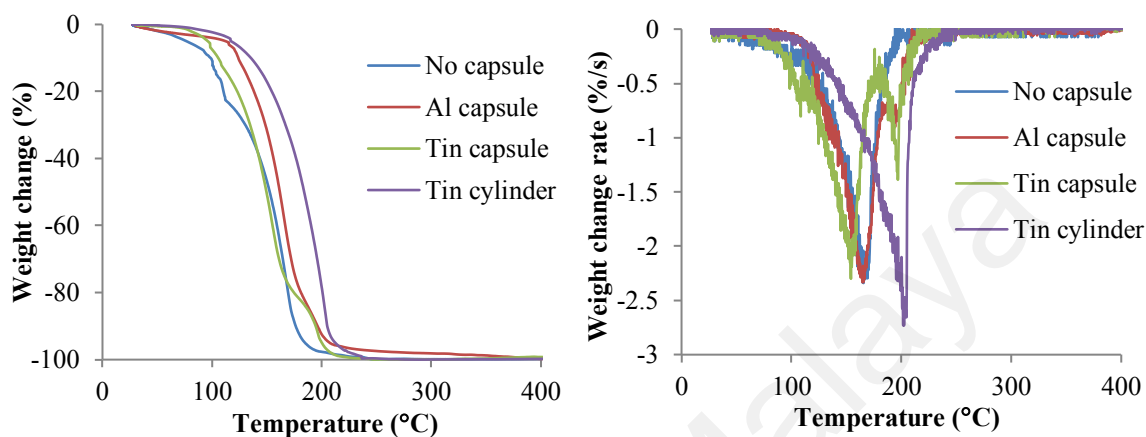 0
-20
-40
-60
-80
-100
Weight change (%)
0
100
200
300
400
Temperature (°C)
No capsule
Al capsule
Tin capsule
Tin cylinder
0
-0.5
-1
-1.5
-2
-2.5
-3
Weight change rate (%/s)
0
100
200
300
400
Temperature (°C)
No capsule
Al capsule
Tin capsule
Tin cylinder
Malaya